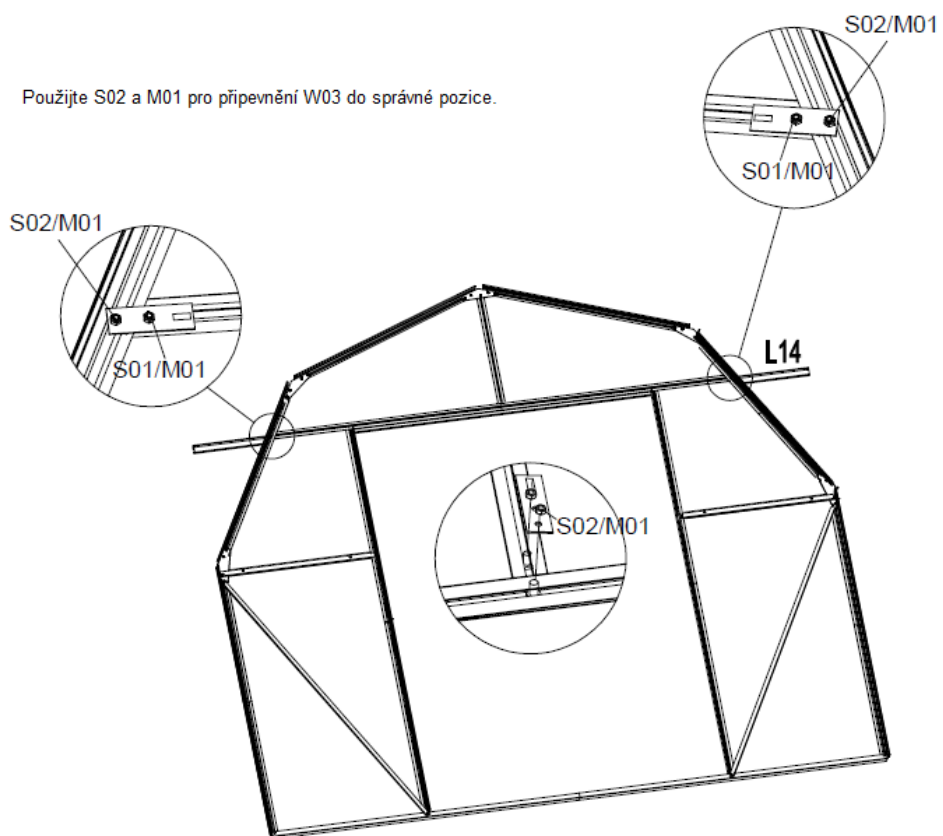 S02/M01
Použijte S02 a M01 pro připevnění W03 do správné pozice.
S01/M01
S02/M01
L14
S01/M01
S02/M01